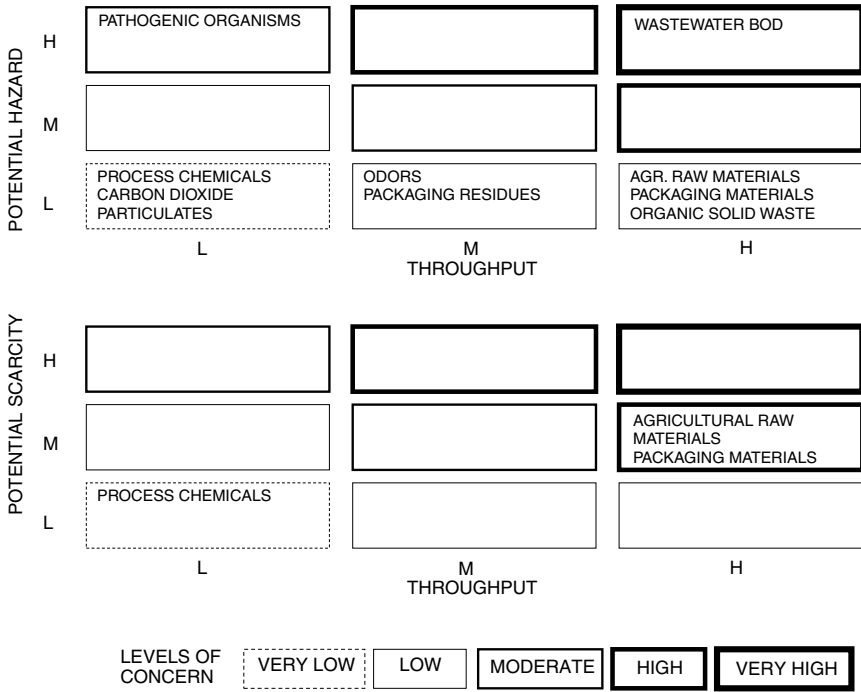 POTENTIAL HAZARD
H
PATHOGENIC ORGANISMS
WASTEWATER BOD
M
L
PROCESS CHEMICALS
CARBON DIOXIDE
PARTICULATES
ODORS
PACKAGING RESIDUES
AGR. RAW MATERIALS
PACKAGING MATERIALS
ORGANIC SOLID WASTE
L
M
H
THROUGHPUT
POTENTIAL SCARCITY
H
M
AGRICULTURAL RAW
MATERIALS
PACKAGING MATERIALS
L
PROCESS CHEMICALS
L
M
H
THROUGHPUT
LEVELS OF
CONCERN
VERY LOW
LOW
MODERATE
HIGH
VERY HIGH